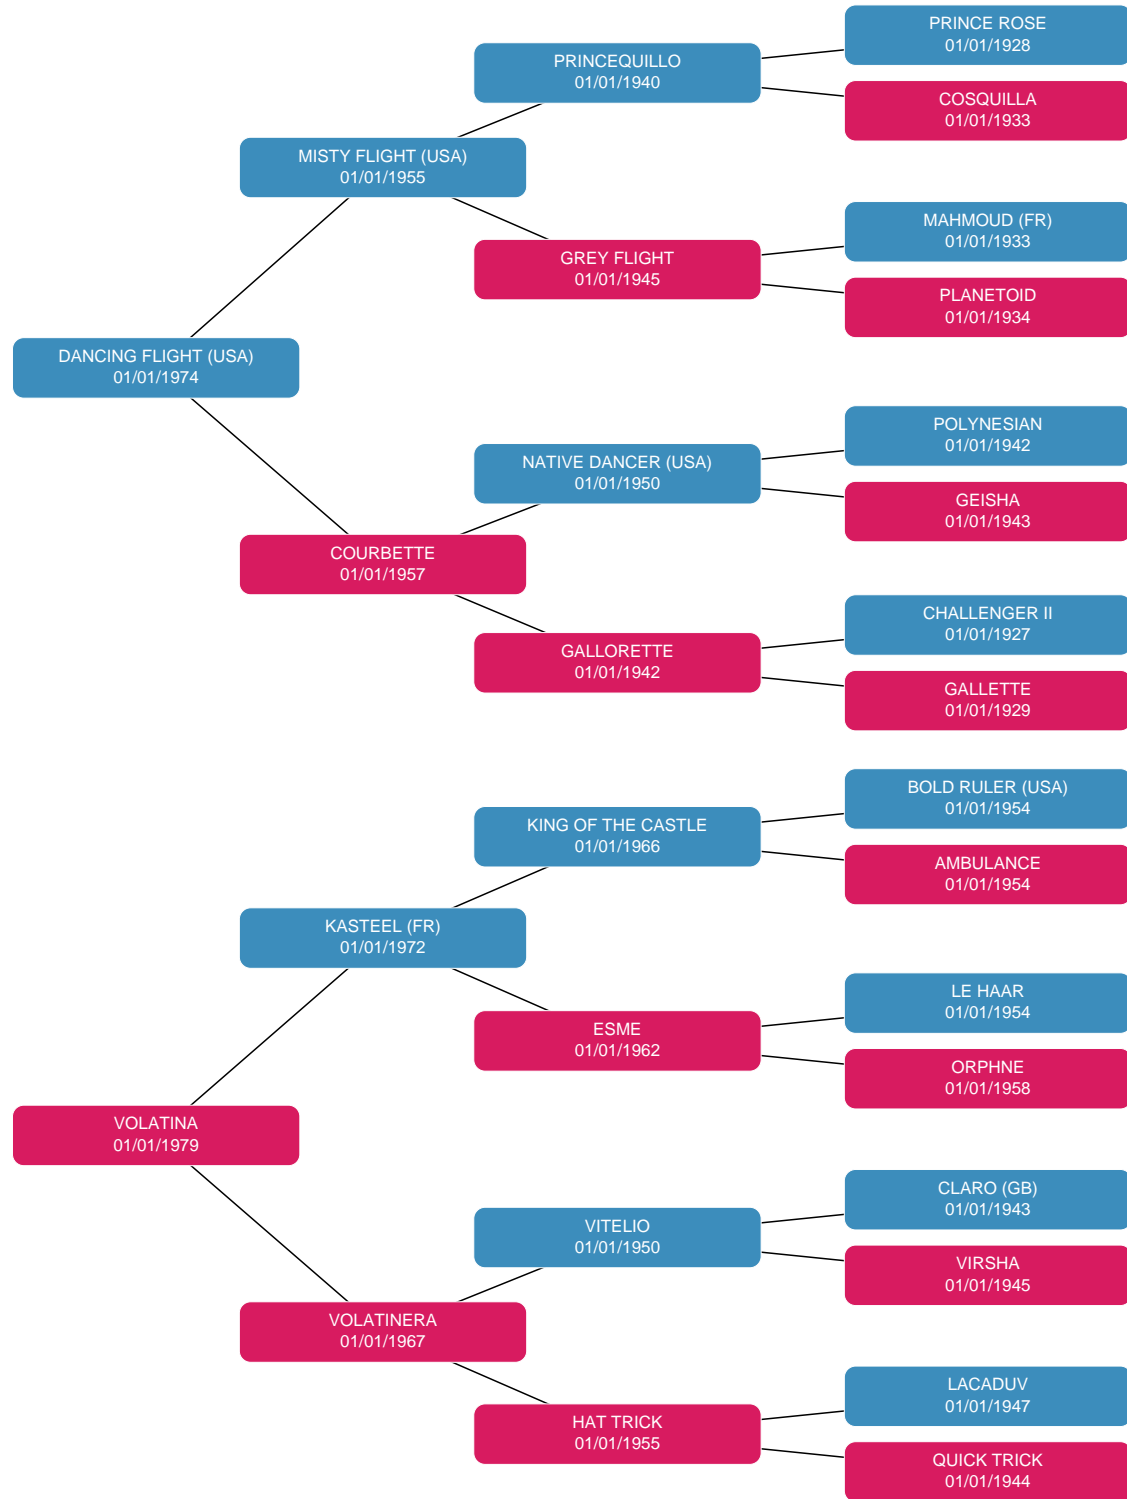 PRINCE ROSE
01/01/1928
PRINCEQUILLO
01/01/1940
COSQUILLA
01/01/1933
MISTY FLIGHT (USA)
01/01/1955
MAHMOUD (FR)
01/01/1933
GREY FLIGHT
01/01/1945
PLANETOID
01/01/1934
DANCING FLIGHT (USA)
01/01/1974
POLYNESIAN
01/01/1942
NATIVE DANCER (USA)
01/01/1950
GEISHA
01/01/1943
COURBETTE
01/01/1957
CHALLENGER II
01/01/1927
GALLORETTE
01/01/1942
GALLETTE
01/01/1929
BOLD RULER (USA)
01/01/1954
KING OF THE CASTLE
01/01/1966
AMBULANCE
01/01/1954
KASTEEL (FR)
01/01/1972
LE HAAR
01/01/1954
ESME
01/01/1962
ORPHNE
01/01/1958
VOLATINA
01/01/1979
CLARO (GB)
01/01/1943
VITELIO
01/01/1950
VIRSHA
01/01/1945
VOLATINERA
01/01/1967
LACADUV
01/01/1947
HAT TRICK
01/01/1955
QUICK TRICK
01/01/1944